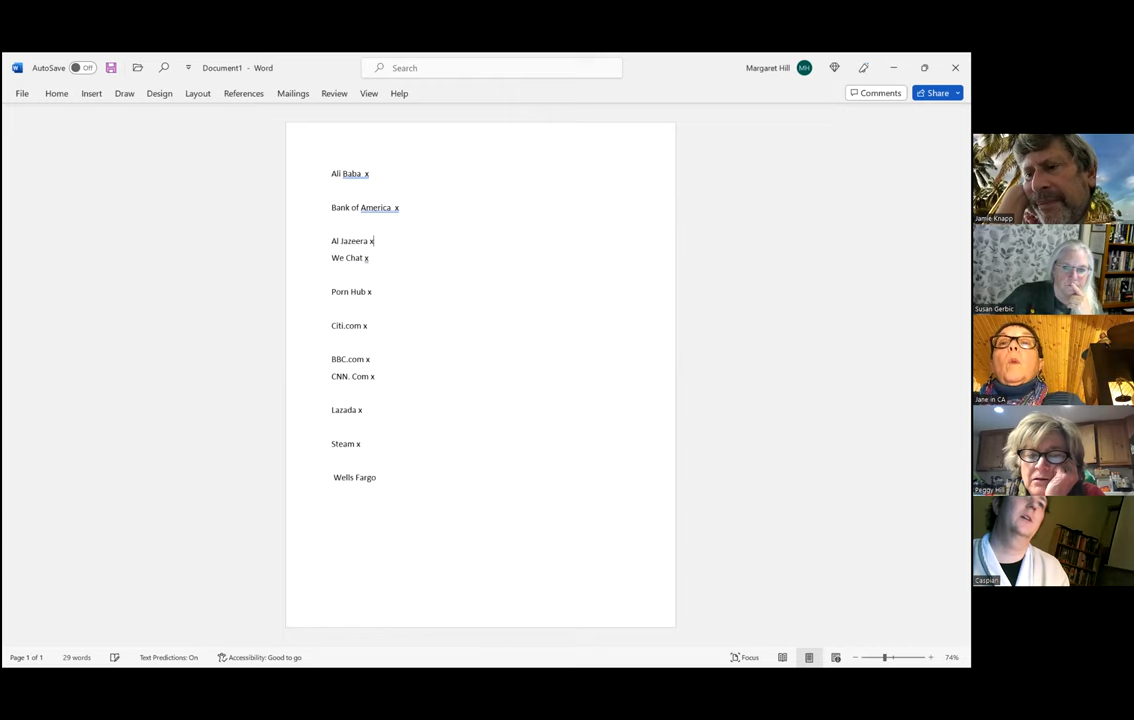 AutoSave Off Document1 - Word Search Margaret Hill MH
File Home Insert Draw Design Layout References Mailings Review View Help Comments Share
Ali Baba x
Bank of America x
Al Jazeera x
We Chat x
Porn Hub x
Citi.com x
BBC.com x
CNN. Com x
Lazada x
Steam x
Wells Fargo
Jamie Knapp
Susan Gerbic
Jane in CA
Peggy Hill
Caspian
Page 1 of 1 29 words Text Predictions: On Accessibility: Good to go Focus 74%